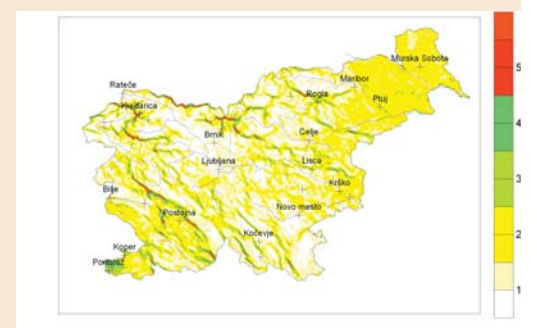 Murska Sobota
Maribor
Rateče
Rogla
Ptuj
Kredarica
Brnik
Celje
Ljubljana
Lisca
Krško
Bilje
Novo mesto
Postojna
Kočevje
Koper
Portorož
5
4
3
2
1